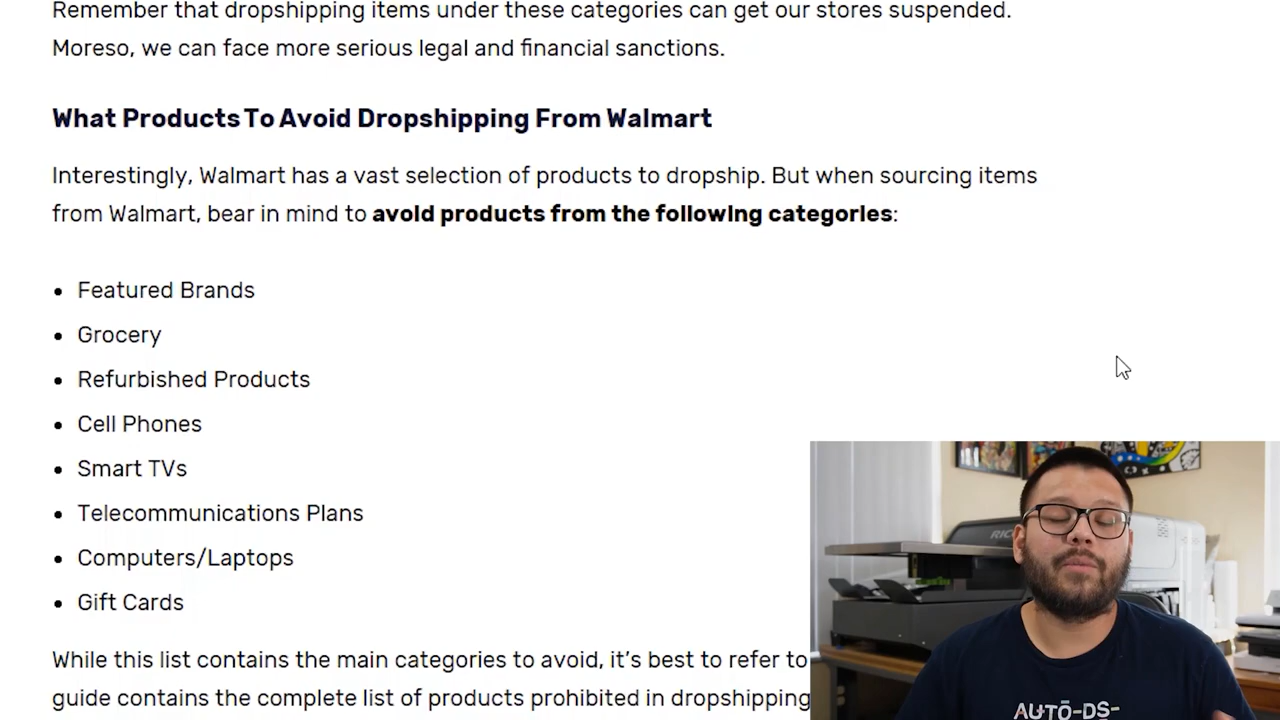 Remember that dropshipping items under these categories can get our stores suspended.
Moreso, we can face more serious legal and financial sanctions.
What Products To Avoid Dropshipping From Walmart
Interestingly, Walmart has a vast selection of products to dropship. But when sourcing items
from Walmart, bear in mind to avoid products from the following categories:
• Featured Brands
• Grocery
• Refurbished Products
• Cell Phones
• Smart TVs
• Telecommunications Plans
• Computers/Laptops
• Gift Cards
While this list contains the main categories to avoid, it’s best to refer to
guide contains the complete list of products prohibited in dropshipping
AUTO-DS-